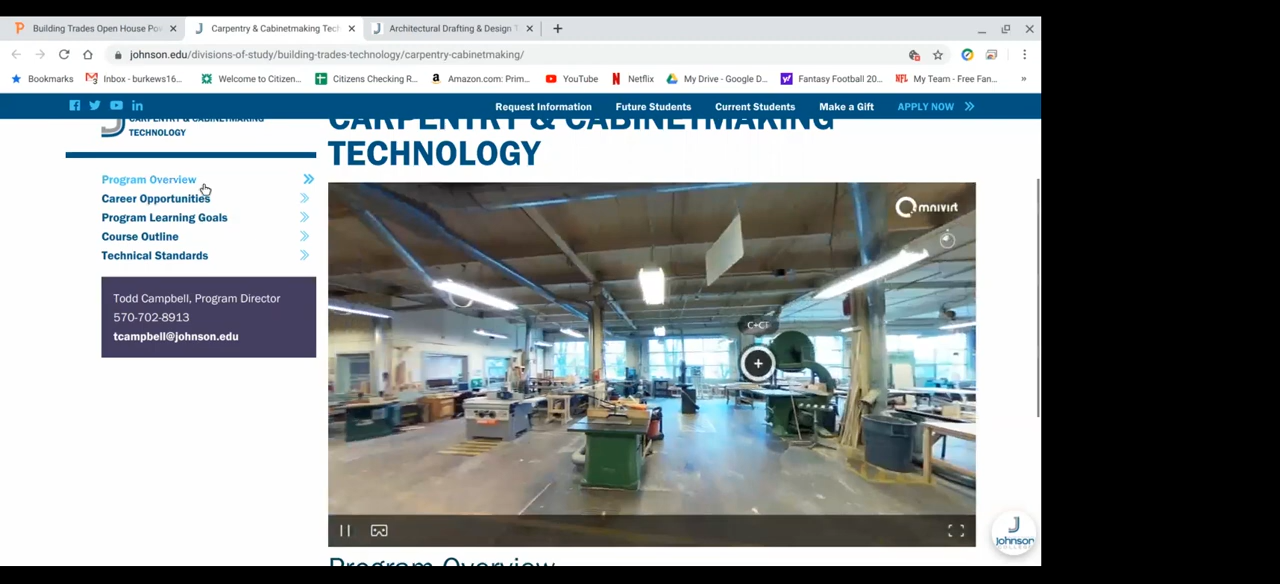 Building Trades Open House Po
Carpentry & Cabinetmaking Tec
Architectural Drafting & Design
johnson.edu/divisions-of-study/building-trades-technology/carpentry-cabinetmaking/
Bookmarks
Inbox - burkews16...
Welcome to Citizen...
Citizens Checking R...
Amazon.com: Prim...
YouTube
Netflix
My Drive - Google D...
Fantasy Football 20...
My Team - Free Fan...
»
Request Information
Future Students
Current Students
Make a Gift
APPLY NOW
CARPENTRY & CABINETMAKING
TECHNOLOGY
CARPENTRY & CABINETMAKING
TECHNOLOGY
Program Overview
Career Opportunities
Program Learning Goals
Course Outline
Technical Standards
Todd Campbell, Program Director
570-702-8913
tcampbell@johnson.edu
Omnivirt
C+CT
Program Overview
Johnson
COLLEGE